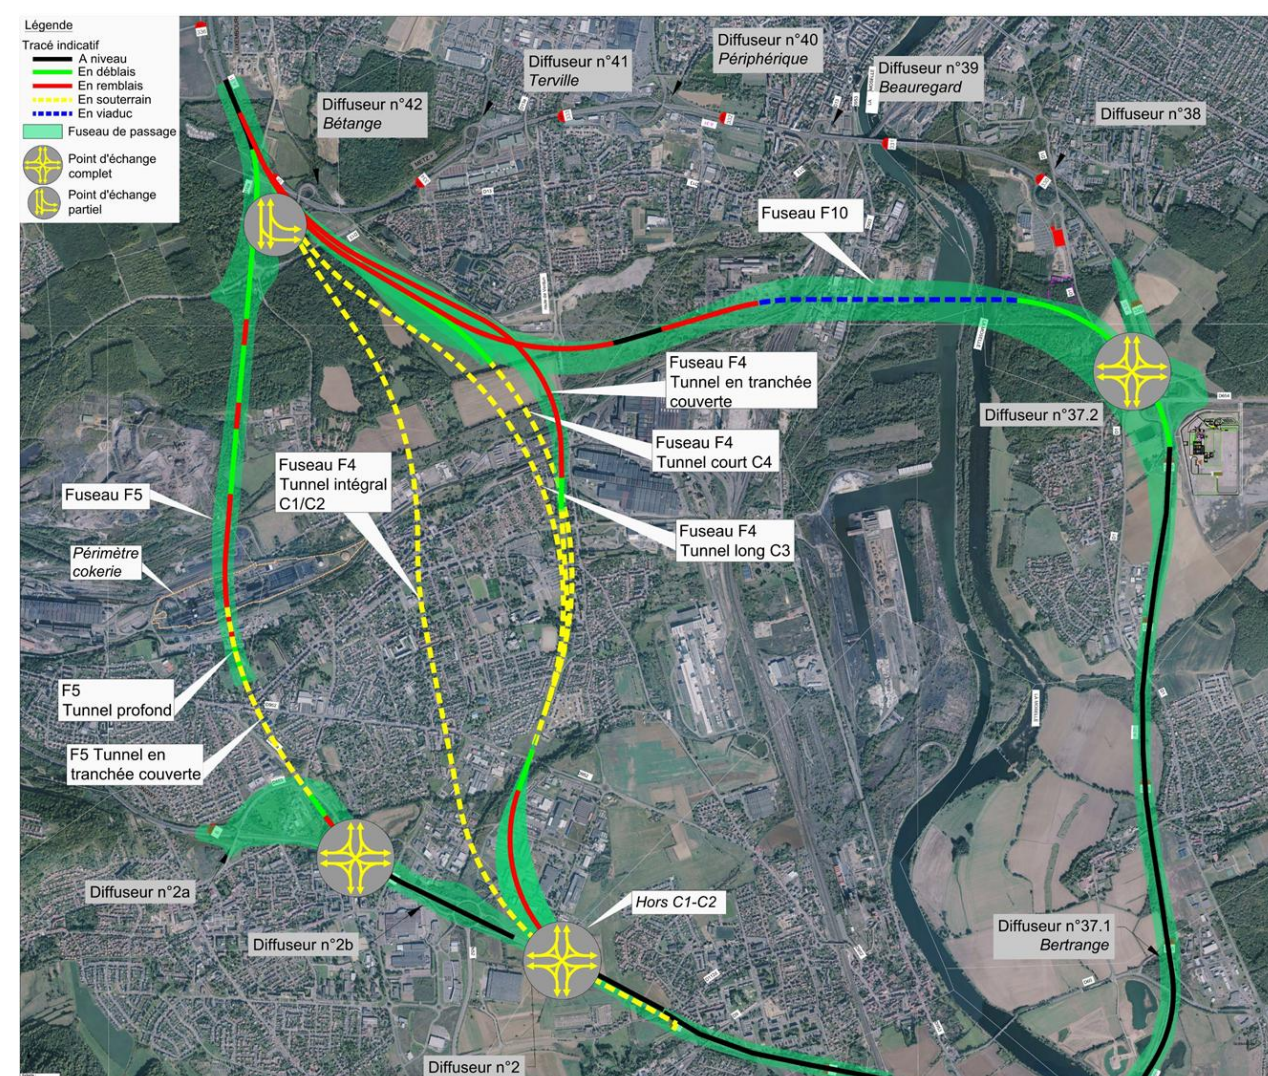 Légende
Tracé indicatif
A niveau
En déblais
En remblais
En souterrain
En viaduc
Fuseau de passage
Point d'échange
complet
Point d'échange
partiel
Diffuseur n°42
Bétange
Diffuseur n°41
Terville
Diffuseur n°40
Périphérique
Diffuseur n°39
Beauregard
Diffuseur n°38
Fuseau F10
Fuseau F4
Tunnel en tranchée
couverte
Diffuseur n°37.2
Fuseau F4
Tunnel court C4
Fuseau F4
Tunnel intégral
C1/C2
Fuseau F5
Fuseau F4
Tunnel long C3
Périmètre
cokerie
F5
Tunnel profond
F5 Tunnel en
tranchée couverte
Diffuseur n°2a
Hors C1-C2
Diffuseur n°2b
Diffuseur n°37.1
Bertrange
Diffuseur n°2